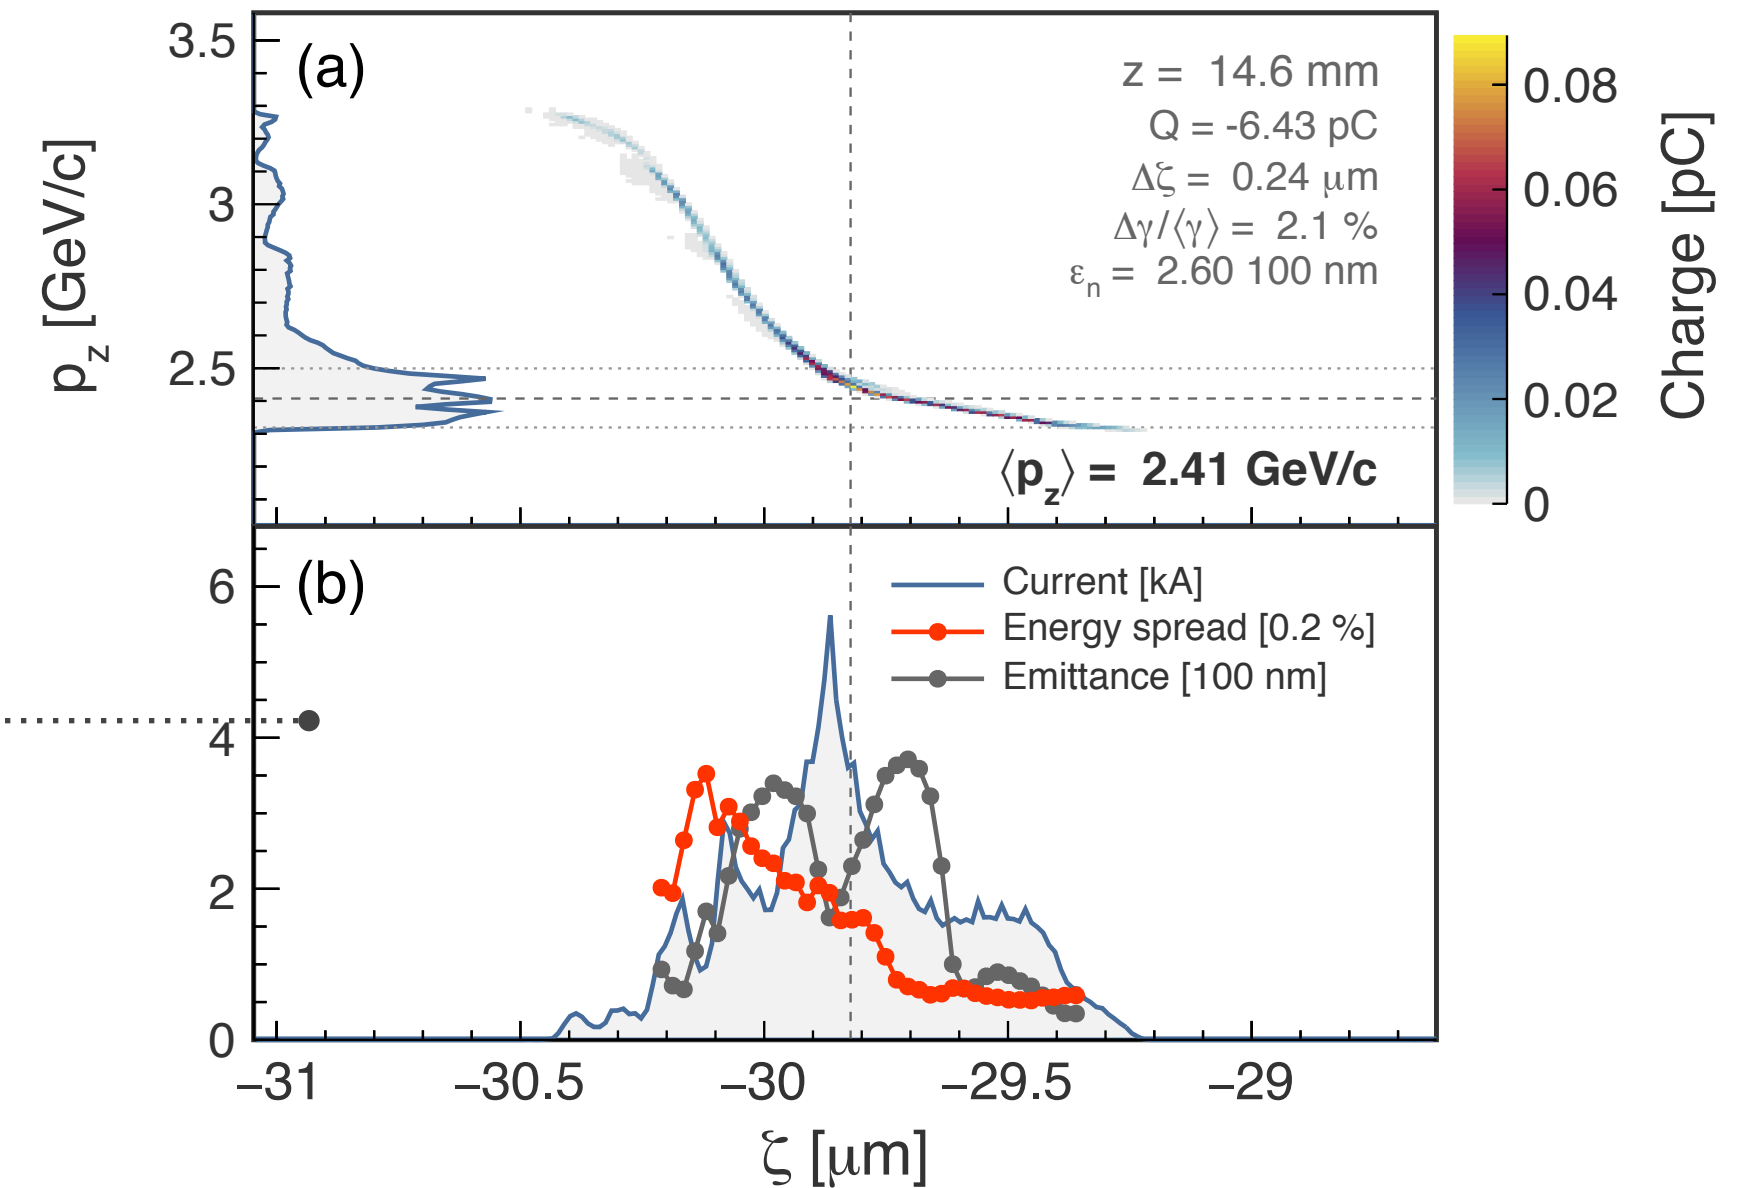 (a)
p_z [GeV/c]
3.5
3
2.5
z = 14.6 mm
Q = -6.43 pC
Δζ = 0.24 μm
Δγ/⟨γ⟩ = 2.1 %
ε_n = 2.60 100 nm
⟨p_z⟩ = 2.41 GeV/c
Charge [pC]
0.08
0.06
0.04
0.02
0
(b)
6
4
2
0
Current [kA]
Energy spread [0.2 %]
Emittance [100 nm]
−31 −30.5 −30 −29.5 −29
ζ [μm]